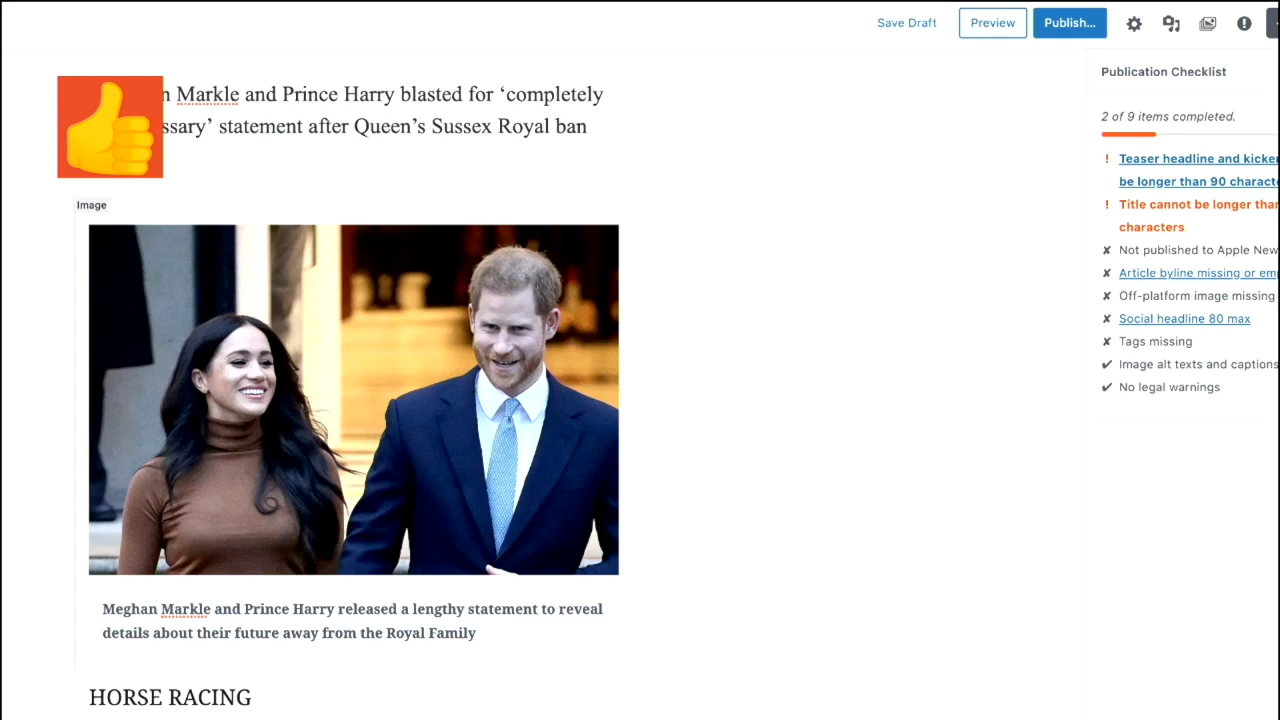 Save Draft
Preview
Publish...
n Markle and Prince Harry blasted for ‘completely
ssary’ statement after Queen’s Sussex Royal ban
Image
Meghan Markle and Prince Harry released a lengthy statement to reveal
details about their future away from the Royal Family
HORSE RACING
Publication Checklist
2 of 9 items completed.
! Teaser headline and kicke
be longer than 90 charact
! Title cannot be longer tha
characters
✘ Not published to Apple New
✘ Article byline missing or em
✘ Off-platform image missing
✘ Social headline 80 max
✘ Tags missing
✔ Image alt texts and captions
✔ No legal warnings